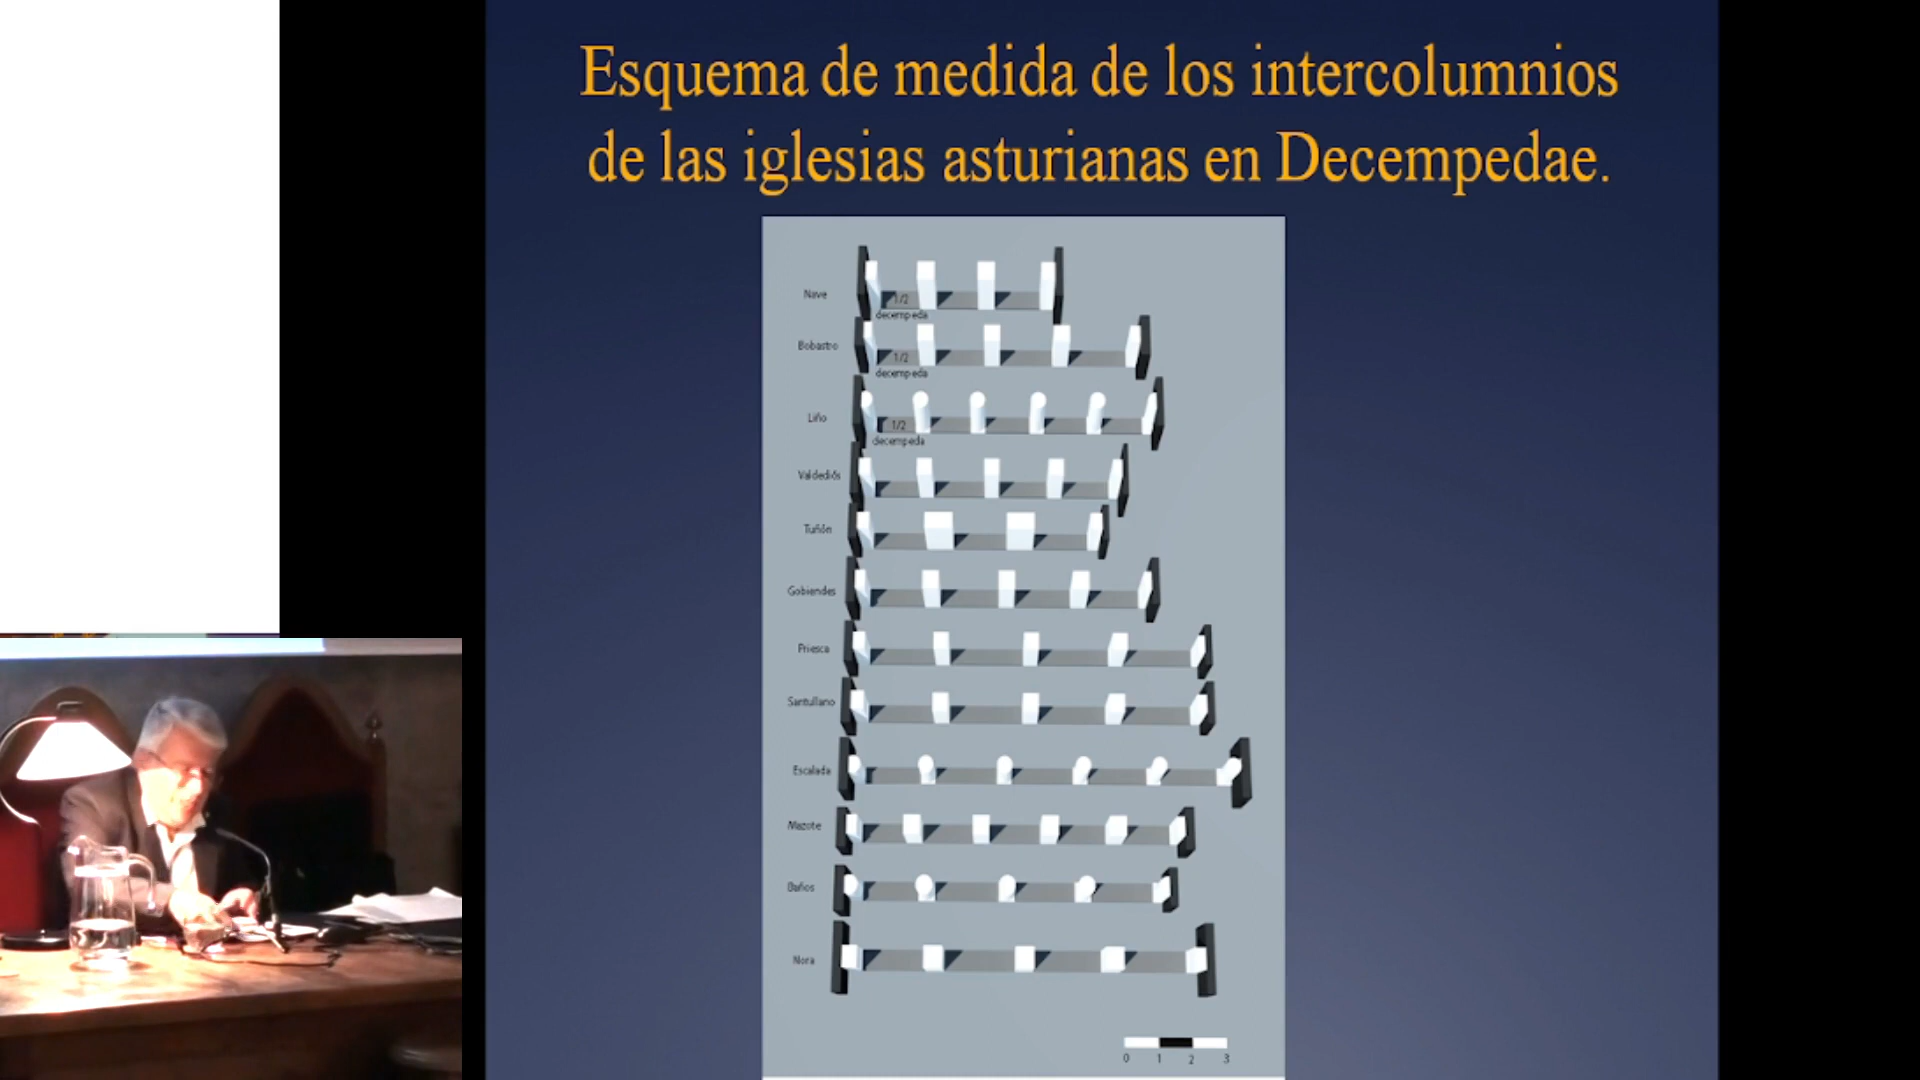 Esquema de medida de los intercolumnios
de las iglesias asturianas en Decempedae.
Nave
1/2
decempeda
Bobastro
1/2
decempeda
Liño
1/2
decempeda
Valdediós
Tuñón
Gobiendes
Priesca
Santullano
Escalada
Mazote
Baños
Nora
0 1 2 3